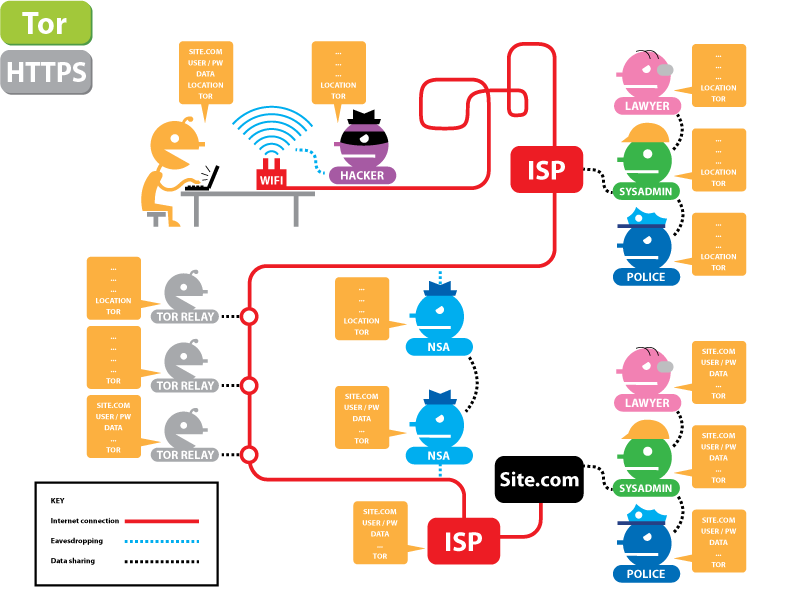 Tor
HTTPS
SITE.COM
USER / PW
DATA
LOCATION
TOR
...
...
...
LOCATION
TOR
WIFI
HACKER
ISP
LAWYER
...
...
...
LOCATION
TOR
SYSADMIN
...
...
...
LOCATION
TOR
POLICE
...
...
...
LOCATION
TOR
...
...
...
LOCATION
TOR
TOR RELAY
...
...
...
...
TOR
TOR RELAY
SITE.COM
USER / PW
DATA
...
TOR
TOR RELAY
...
...
...
LOCATION
TOR
NSA
SITE.COM
USER / PW
DATA
...
TOR
NSA
Site.com
SITE.COM
USER / PW
DATA
...
TOR
ISP
LAWYER
SITE.COM
USER / PW
DATA
...
TOR
SYSADMIN
SITE.COM
USER / PW
DATA
...
TOR
POLICE
SITE.COM
USER / PW
DATA
...
TOR
KEY
Internet connection
Eavesdropping
Data sharing